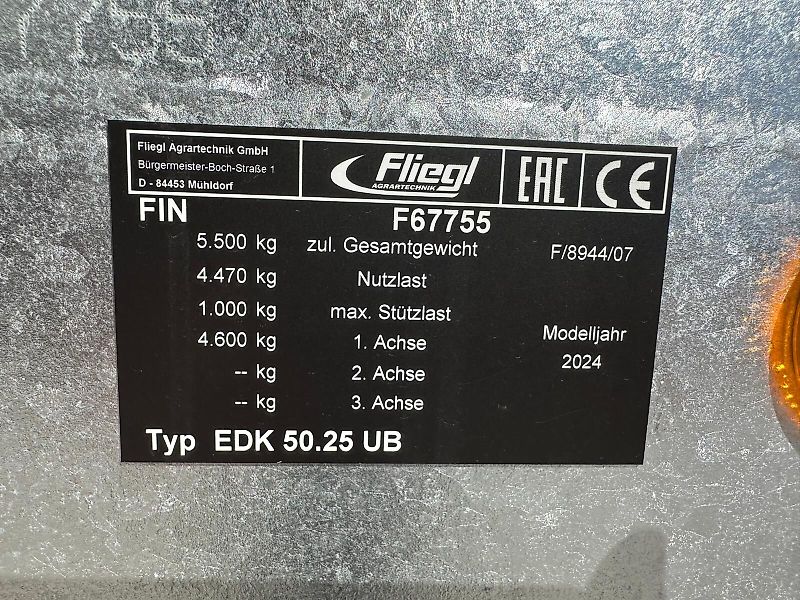 Fliegl Agrartechnik GmbH
Bürgermeister-Boch-Straße 1
D - 84453 Mühldorf
Fliegl
AGRARTECHNIK
EAC
CE
FIN F67755
5.500 kg zul. Gesamtgewicht F/8944/07
4.470 kg Nutzlast
1.000 kg max. Stützlast
4.600 kg 1. Achse
Modelljahr
2024
-- kg 2. Achse
-- kg 3. Achse
Typ EDK 50.25 UB